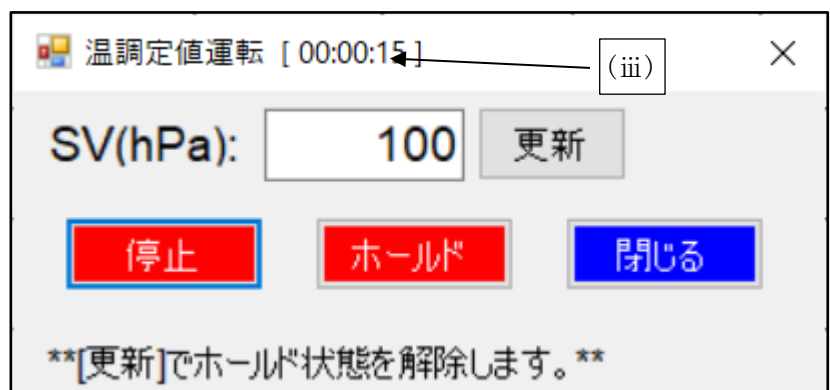 温調定値運転 [ 00:00:15 ]
(ⅲ)
SV(hPa): 100 更新
停止 ホールド 閉じる
**[更新]でホールド状態を解除します。**